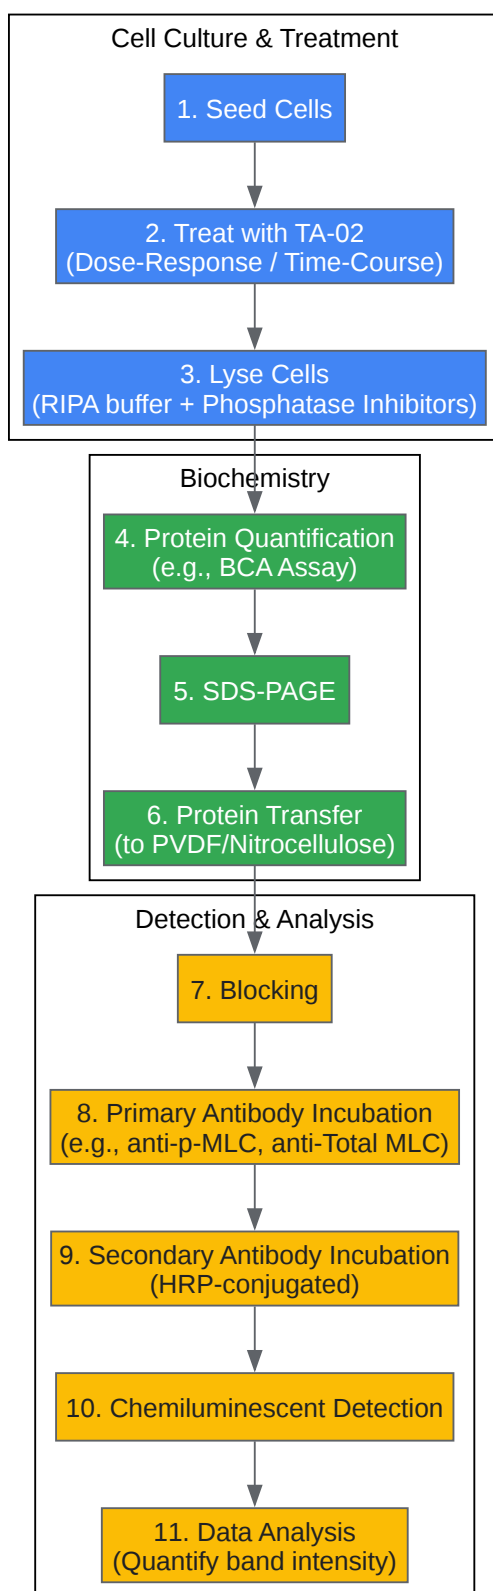 Cell Culture & Treatment
1. Seed Cells
2. Treat with TA-02
(Dose-Response / Time-Course)
3. Lyse Cells
(RIPA buffer + Phosphatase Inhibitors)
Biochemistry
4. Protein Quantification
(e.g., BCA Assay)
5. SDS-PAGE
6. Protein Transfer
(to PVDF/Nitrocellulose)
Detection & Analysis
7. Blocking
8. Primary Antibody Incubation
(e.g., anti-p-MLC, anti-Total MLC)
9. Secondary Antibody Incubation
(HRP-conjugated)
10. Chemiluminescent Detection
11. Data Analysis
(Quantify band intensity)